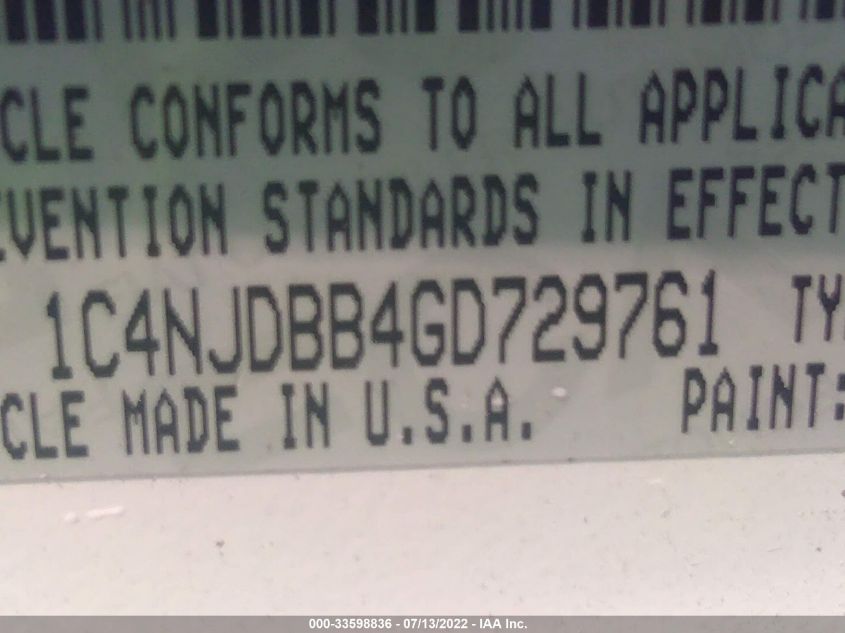 CLE CONFORMS TO ALL APPLICA
EVENTION STANDARDS IN EFFECT
1C4NJDBB4GD729761 TY
CLE MADE IN U.S.A. PAINT:
000-33598836 - 07/13/2022 - IAA Inc.